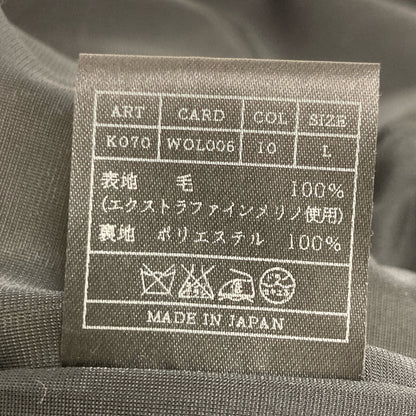 ART CARD COL SIZE
K070 WOL006 10 L
表地 毛 100%
(エクストラファインメリノ使用)
裏地 ポリエステル 100%
MADE IN JAPAN